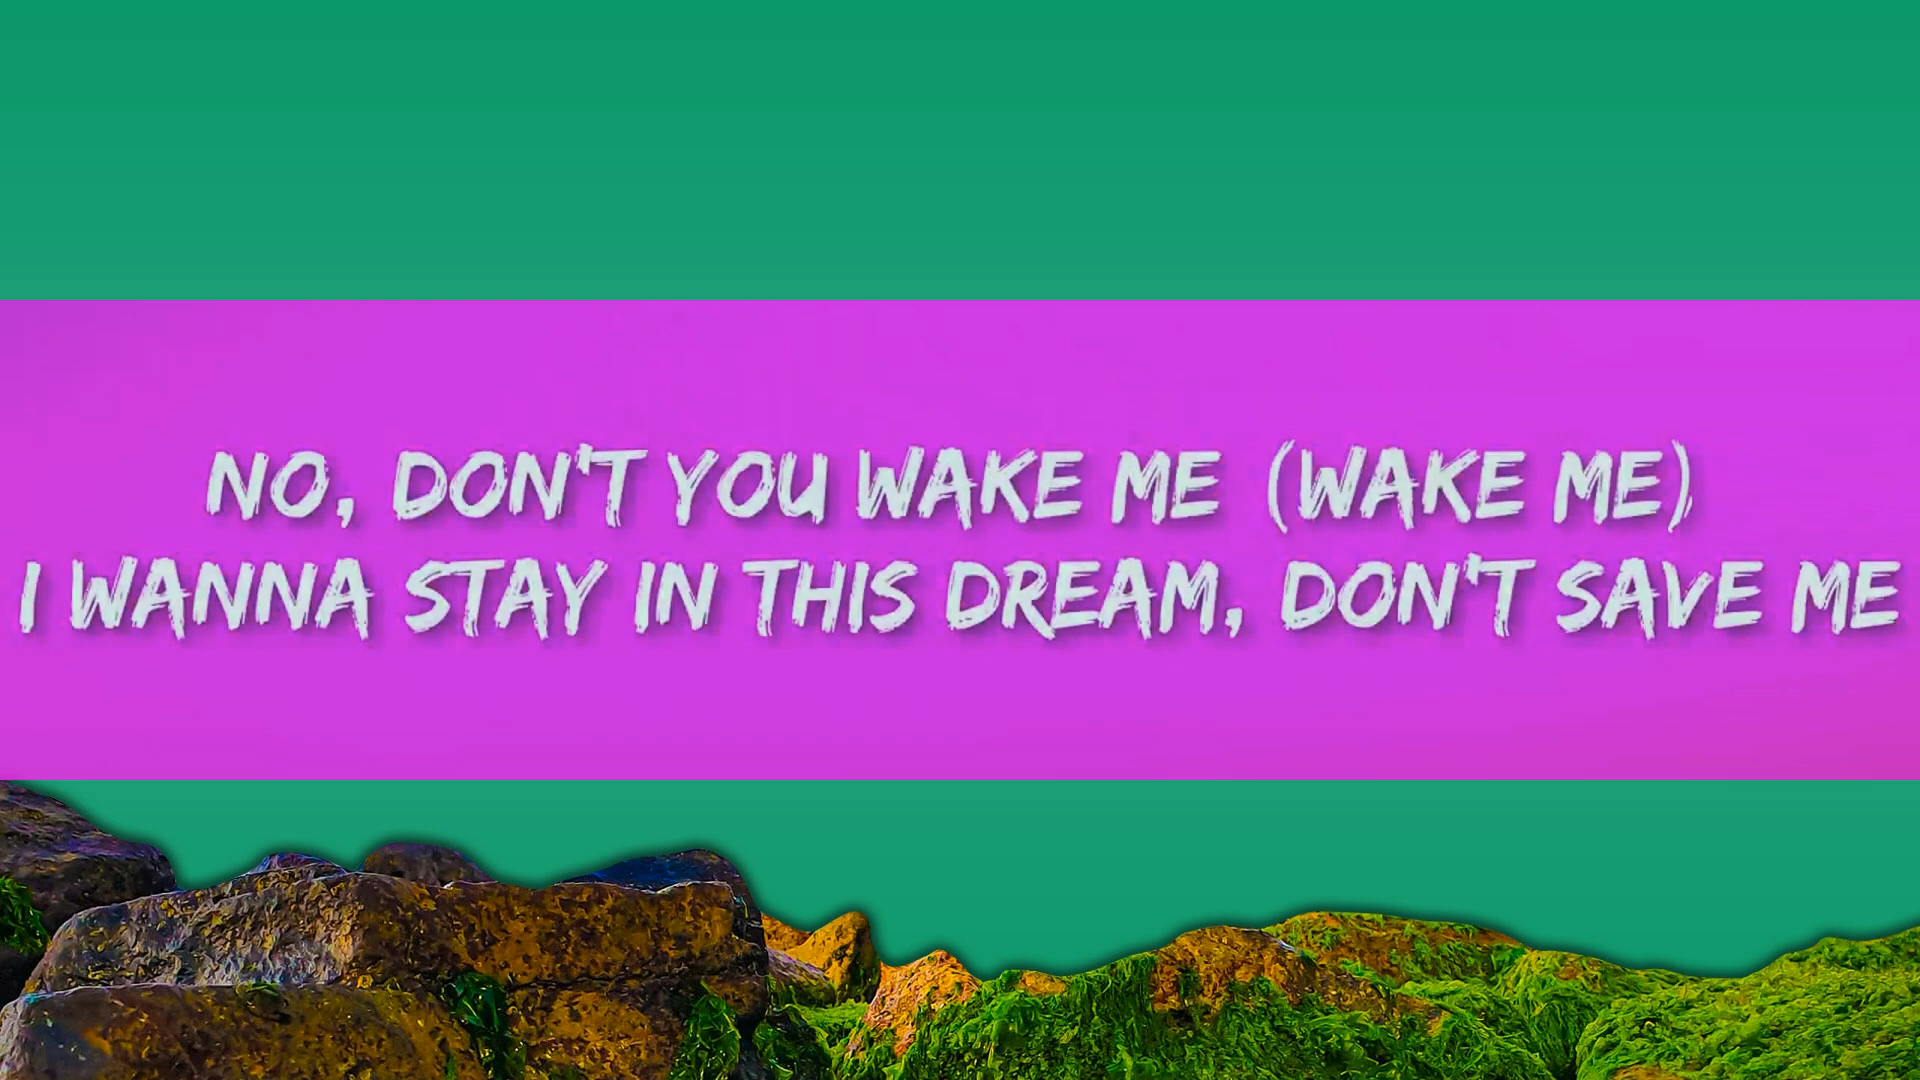 NO, DON'T YOU WAKE ME (WAKE ME)
I WANNA STAY IN THIS DREAM, DON'T SAVE ME